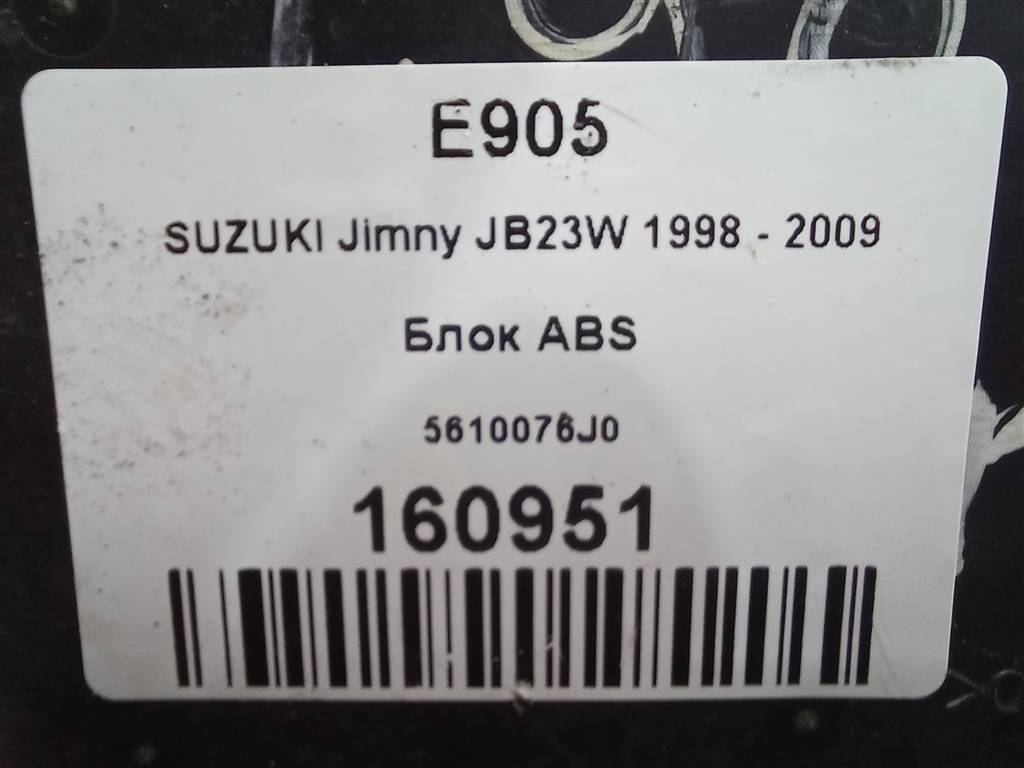 E905
SUZUKI Jimny JB23W 1998 - 2009
Блок ABS
5610076J0
160951